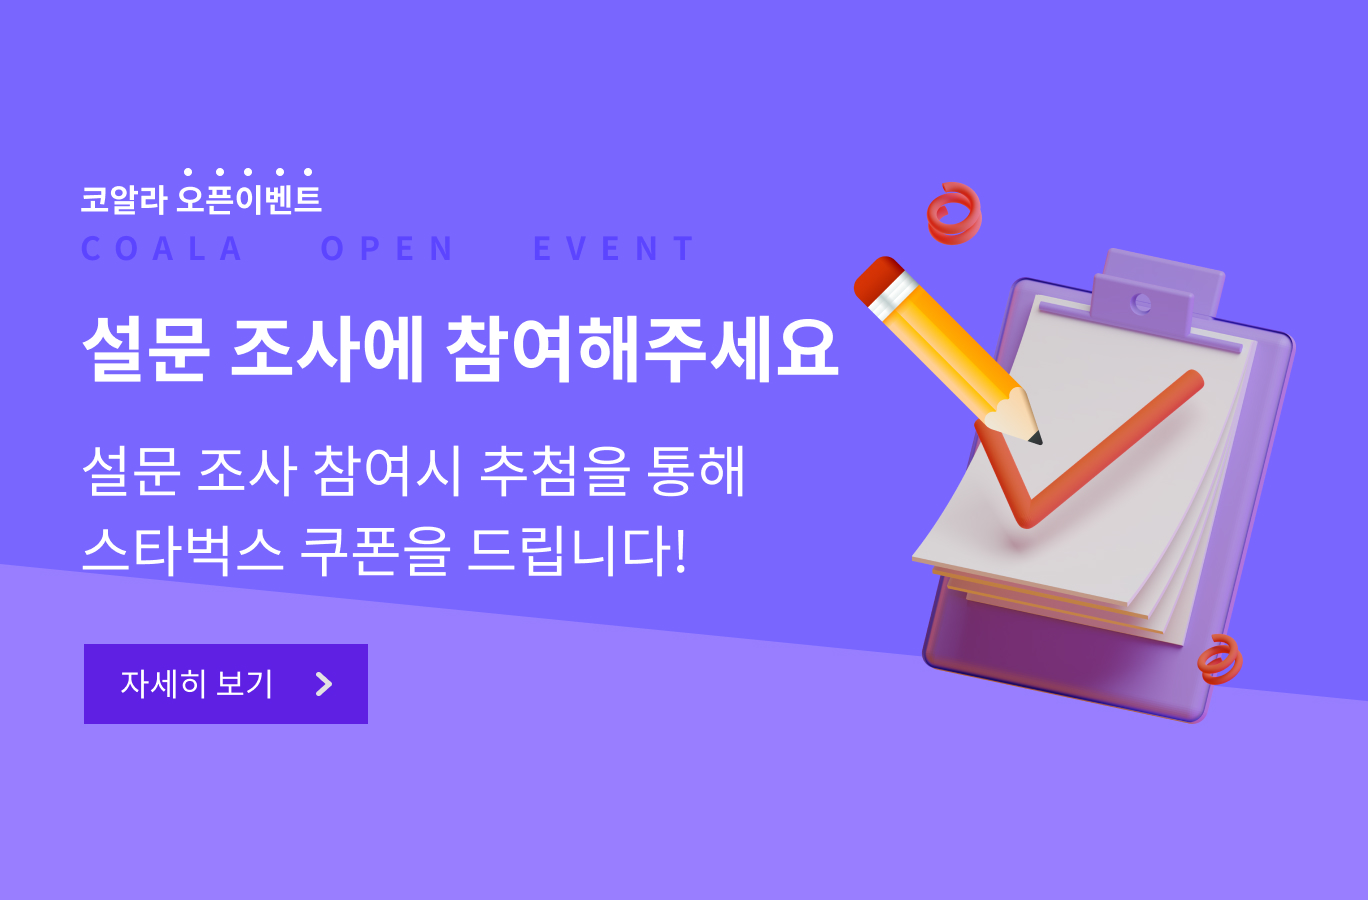 코알라 오픈이벤트
COALA OPEN EVENT
설문 조사에 참여해주세요
설문 조사 참여시 추첨을 통해
스타벅스 쿠폰을 드립니다!
자세히 보기